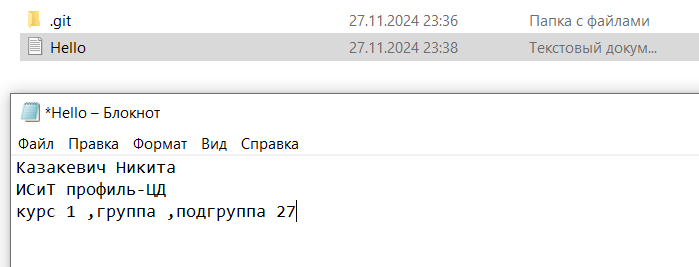 .git 27.11.2024 23:36 Папка с файлами
Hello 27.11.2024 23:38 Текстовый докум...
*Hello – Блокнот
Файл Правка Формат Вид Справка
Казакевич Никита
ИСиТ профиль-ЦД
курс 1 ,группа ,подгруппа 27